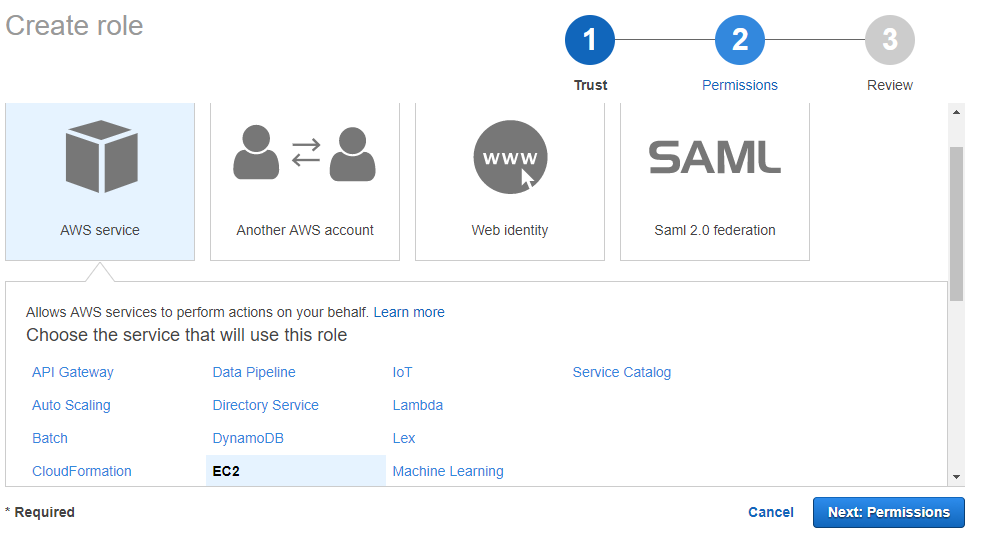 Create role
1 2 3
Trust Permissions Review
www SAML
AWS service Another AWS account Web identity Saml 2.0 federation
Allows AWS services to perform actions on your behalf. Learn more
Choose the service that will use this role
API Gateway Data Pipeline IoT Service Catalog
Auto Scaling Directory Service Lambda
Batch DynamoDB Lex
CloudFormation EC2 Machine Learning
* Required Cancel Next: Permissions